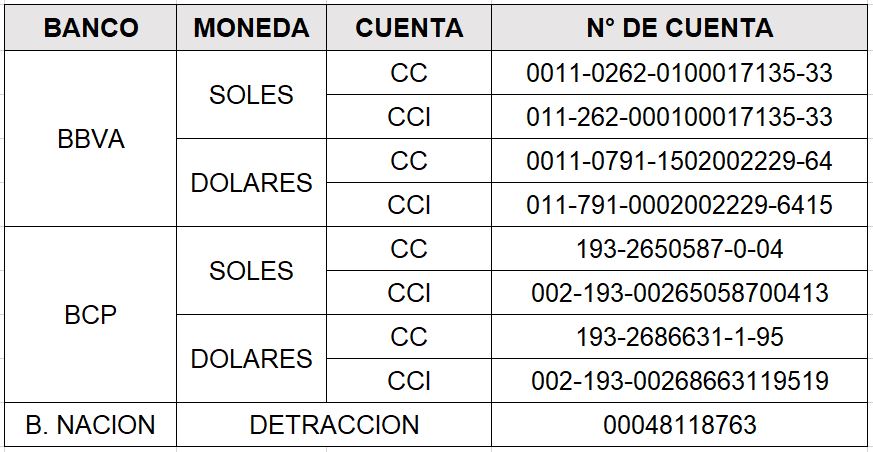 BANCO MONEDA CUENTA N° DE CUENTA
BBVA SOLES CC 0011-0262-0100017135-33
CCI 011-262-000100017135-33
DOLARES CC 0011-0791-1502002229-64
CCI 011-791-0002002229-6415
BCP SOLES CC 193-2650587-0-04
CCI 002-193-00265058700413
DOLARES CC 193-2686631-1-95
CCI 002-193-00268663119519
B. NACION DETRACCION 00048118763